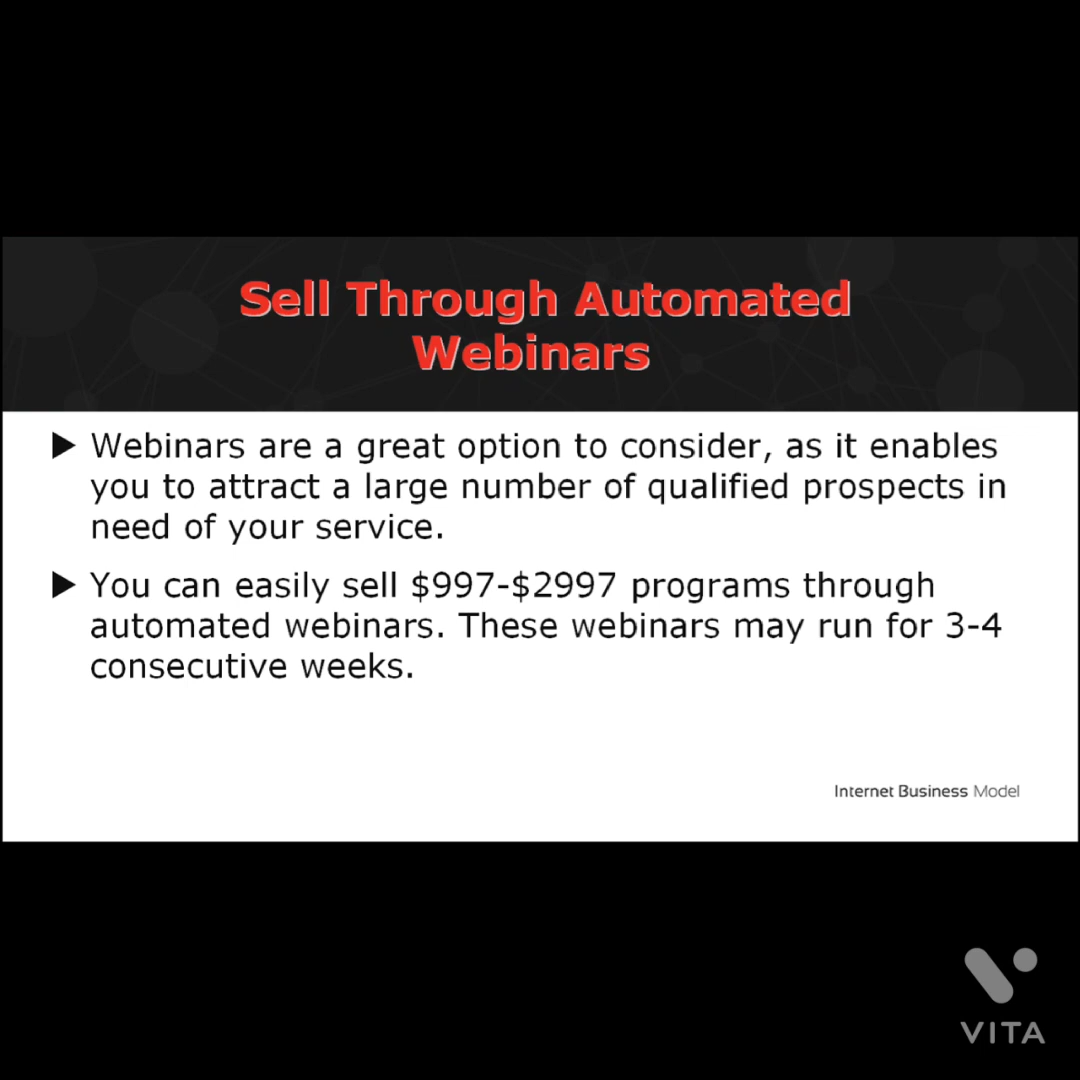 Sell Through Automated
Webinars
▶ Webinars are a great option to consider, as it enables
you to attract a large number of qualified prospects in
need of your service.
▶ You can easily sell $997-$2997 programs through
automated webinars. These webinars may run for 3-4
consecutive weeks.
Internet Business Model
VITA